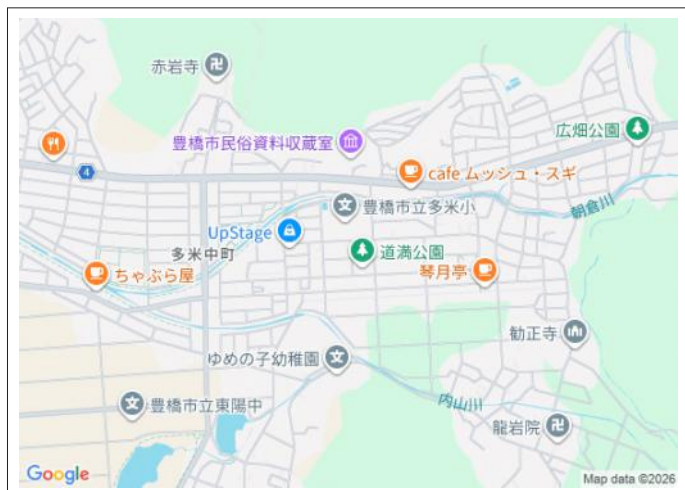 赤岩寺
豊橋市民俗資料収蔵室
広畑公園
4
cafe ムッシュ・スギ
豊橋市立多米小
朝倉川
UpStage
多米中町
道満公園
ちゃぶら屋
琴月亭
勧正寺
ゆめの子幼稚園
豊橋市立東陽中
内山川
龍岩院
Google
Map data ©2026